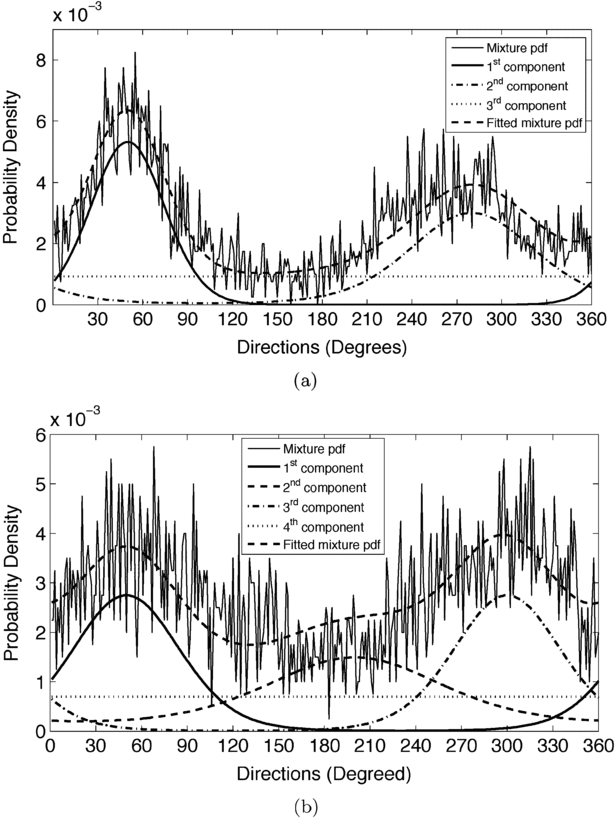 x 10⁻³
8
6
4
2
0
Probability Density
Mixture pdf
1ˢᵗ component
2ⁿᵈ component
3ʳᵈ component
Fitted mixture pdf
30 60 90 120 150 180 210 240 270 280 300 330 360
Directions (Degrees)
(a)
x 10⁻³
6
5
4
3
2
1
0
Probability Density
Mixture pdf
1ˢᵗ component
2ⁿᵈ component
3ʳᵈ component
4ᵗʰ component
Fitted mixture pdf
0 30 60 90 120 150 180 210 240 270 300 330 360
Directions (Degreed)
(b)